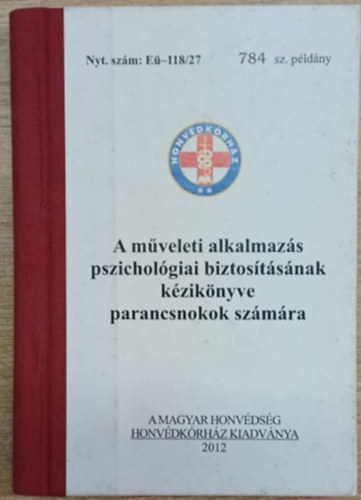 Nyt. szám: Eü–118/27 784 sz. példány
HONVÉDKÓRHÁZ
A műveleti alkalmazás
pszichológiai biztosításának
kézikönyve
parancsnokok számára
A MAGYAR HONVÉDSÉG
HONVÉDKÓRHÁZ KIADVÁNYA
2012